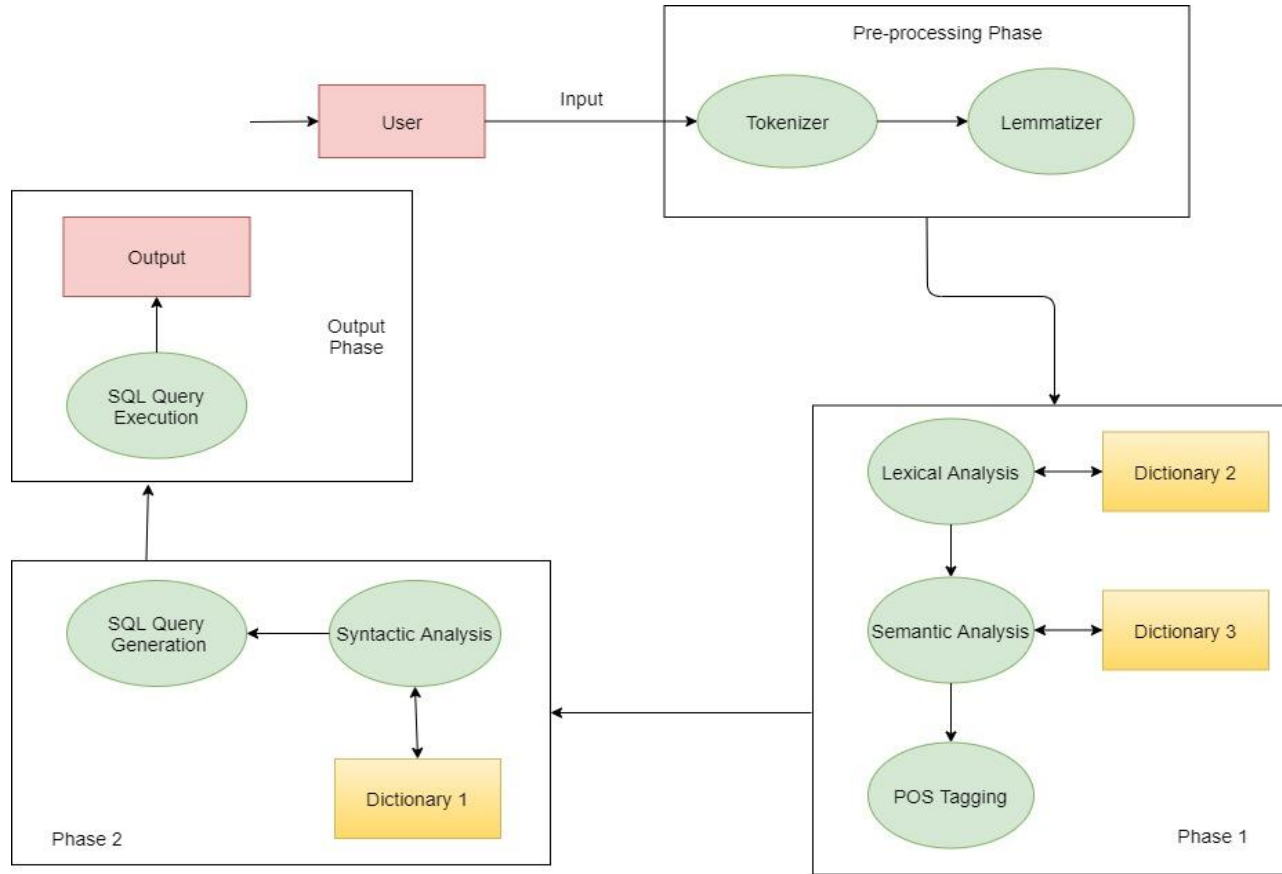 Pre-processing Phase
Input
User
Tokenizer
Lemmatizer
Output
Output
Phase
SQL Query
Execution
Lexical Analysis
Dictionary 2
SQL Query
Generation
Syntactic Analysis
Semantic Analysis
Dictionary 3
Dictionary 1
POS Tagging
Phase 2
Phase 1